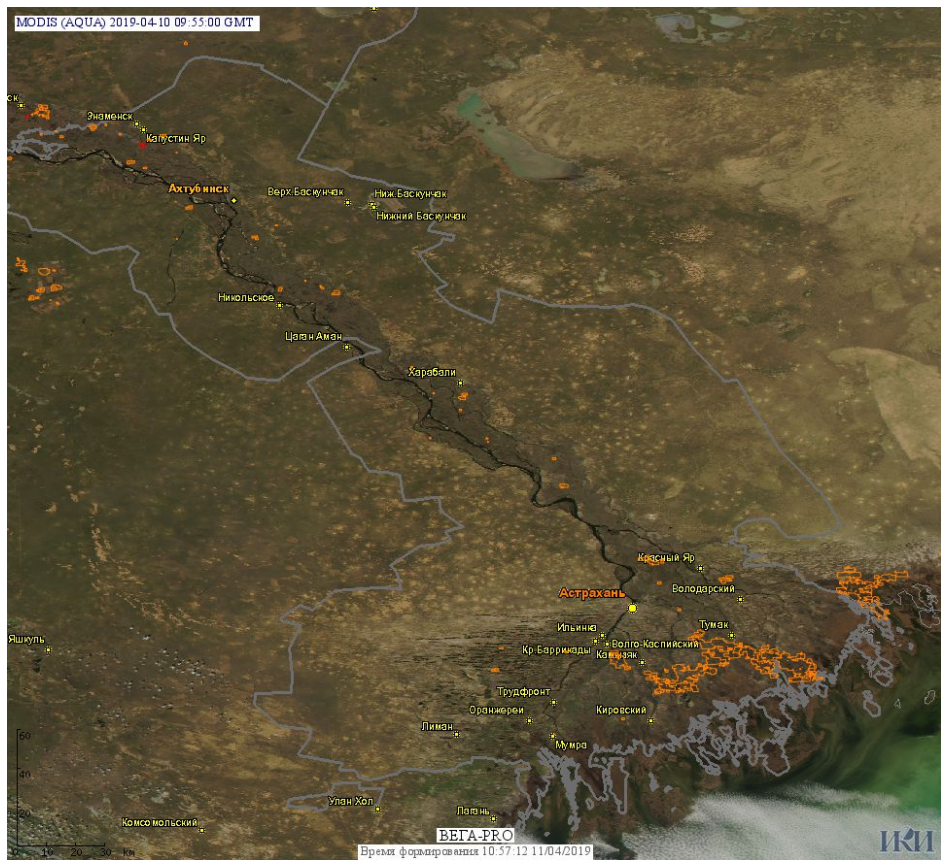 MODIS (AQUA) 2019-04-10 09:55:00 GMT
ск
Знаменск
Капустин Яр
Ахтубинск
Верх.Баскунчак
Ниж.Баскунчак
Нижний Баскунчак
Никольское
Цаган Аман
Харабали
Красный Яр
Володарский
Астрахань
Ильинка
Тумак
Яшкуль
Волго-Каспийский
Кр.Баррикады
Камызяк
Трудфронт
Оранжереи
Кировский
Лиман
Мумра
60
40
20
Улан Хол
Лагань
Комсомольский
0 10 20 30 km
ВЕГА-PRO
ИКИ
Время формирования 10:57:12 11/04/2019